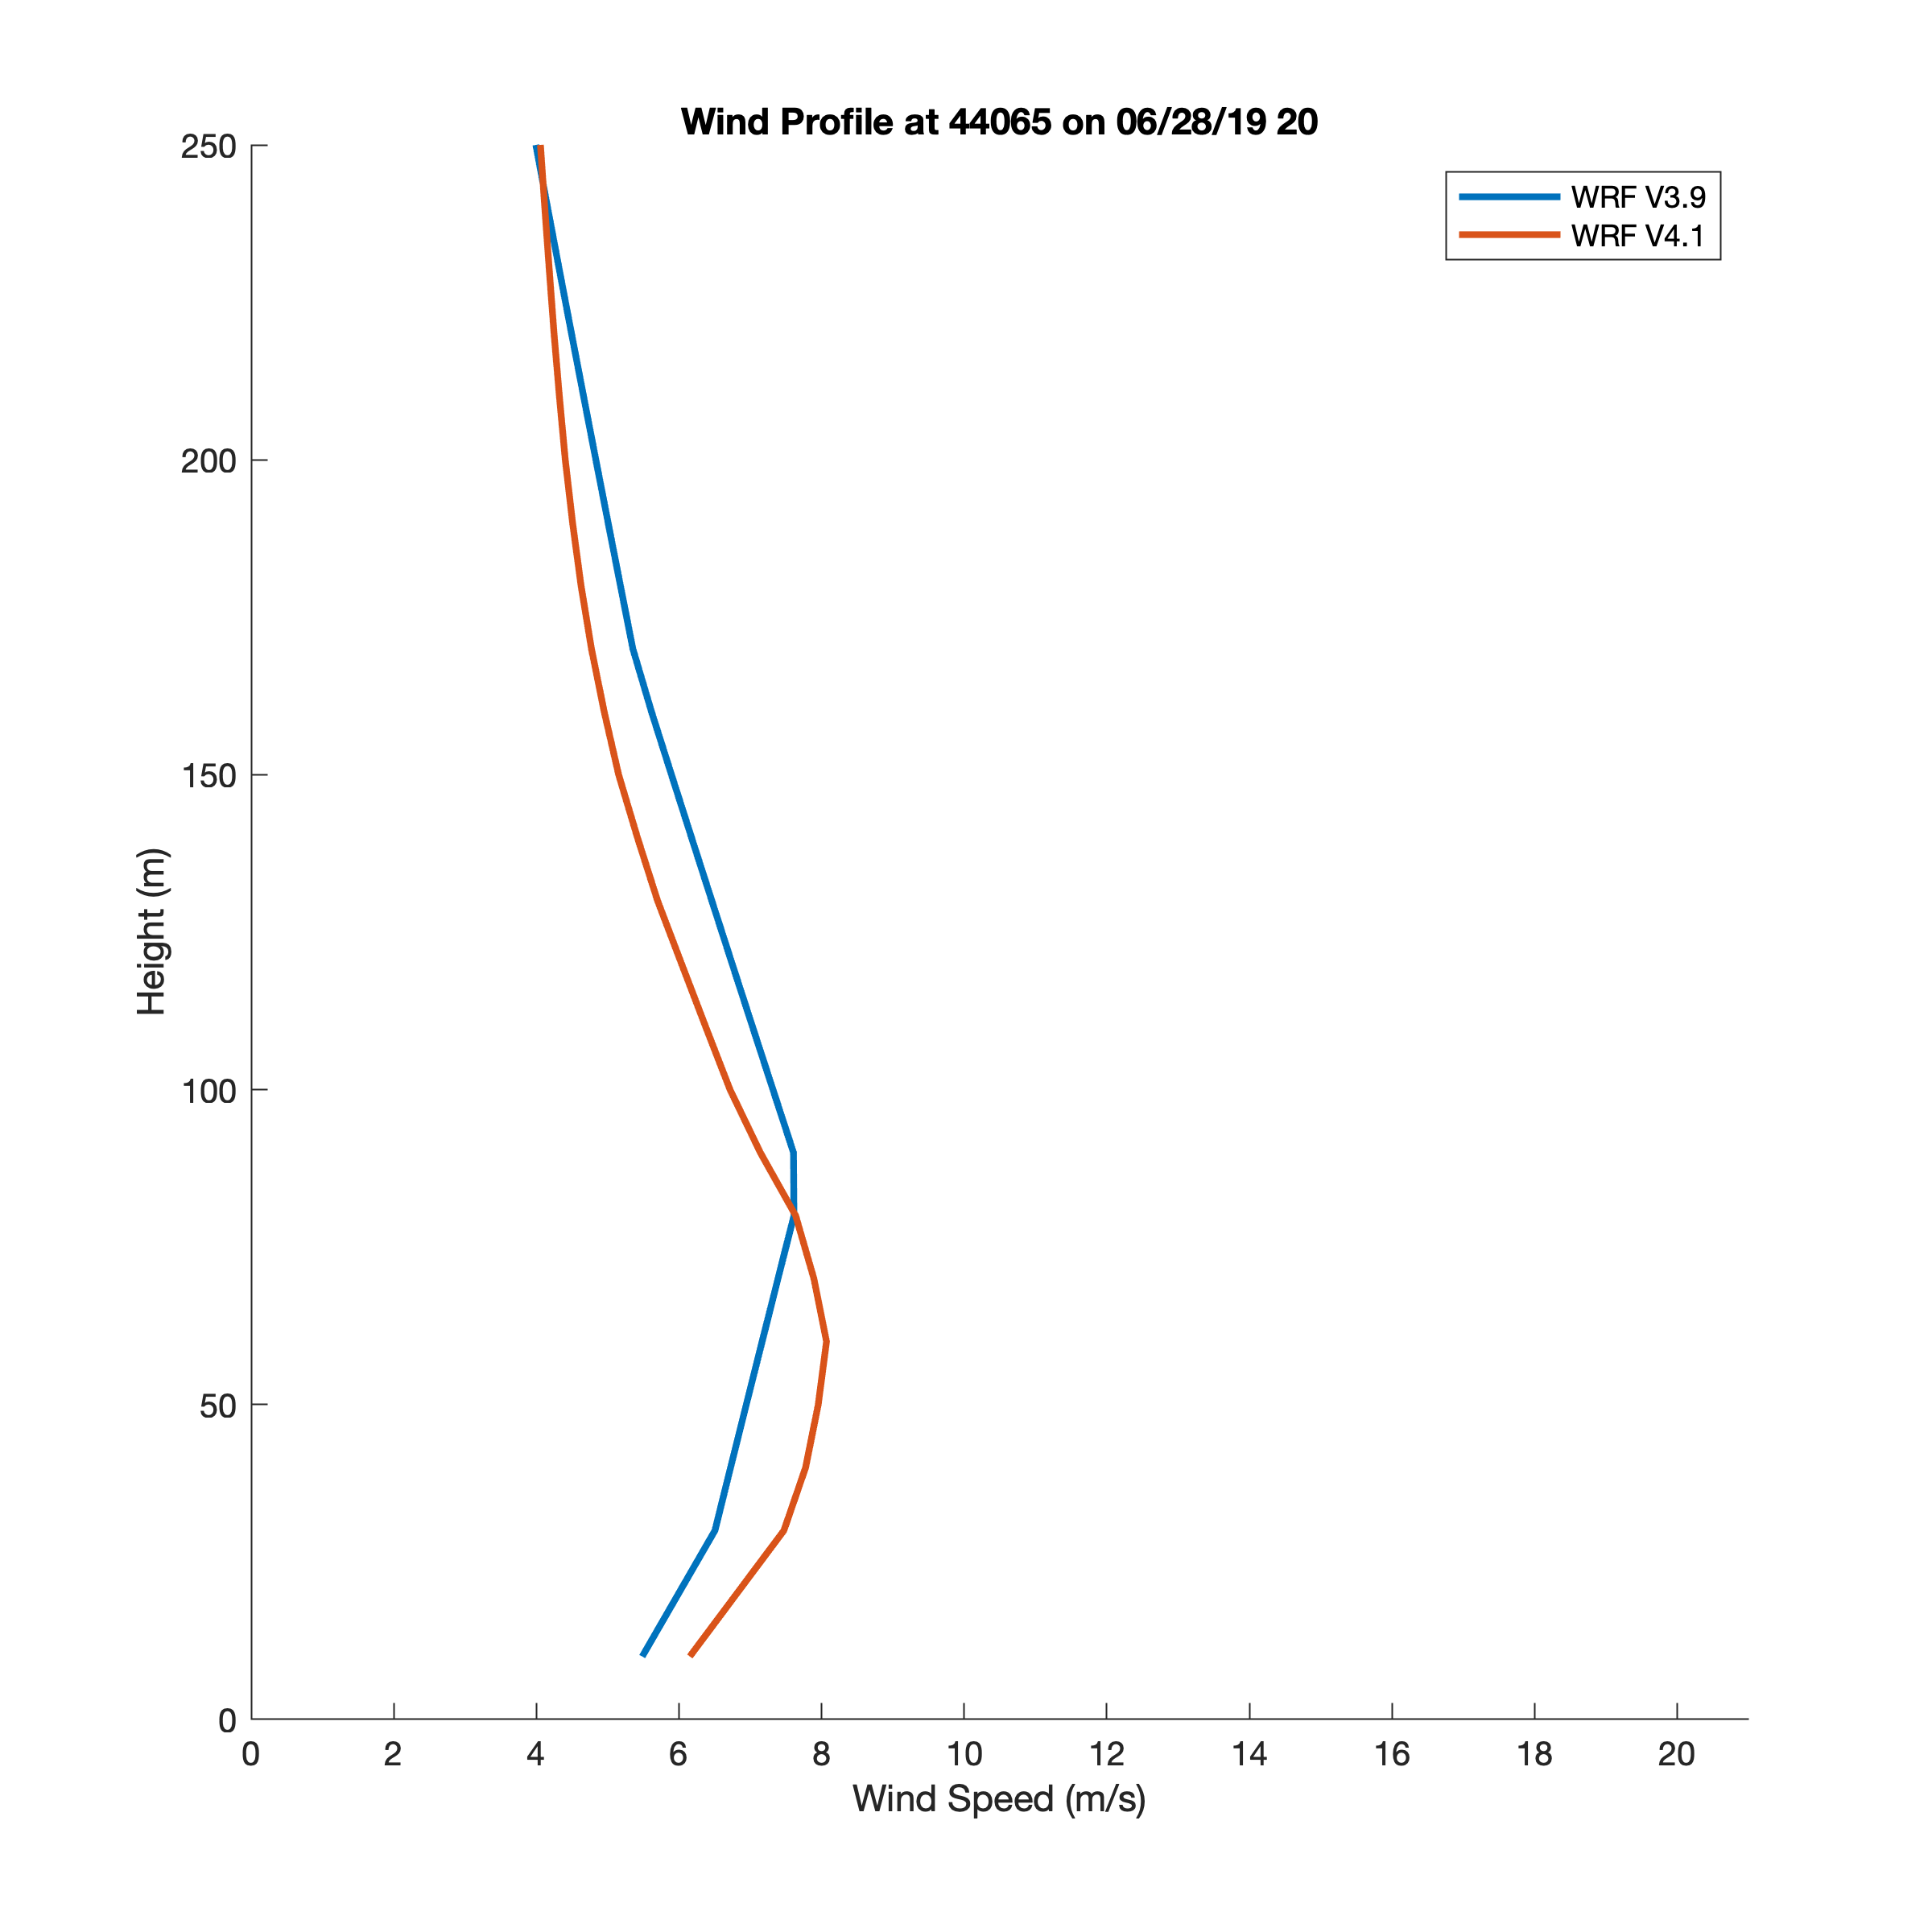 Wind Profile at 44065 on 06/28/19 20
WRF V3.9
WRF V4.1
250
200
150
100
50
0
Height (m)
0 2 4 6 8 10 12 14 16 18 20
Wind Speed (m/s)